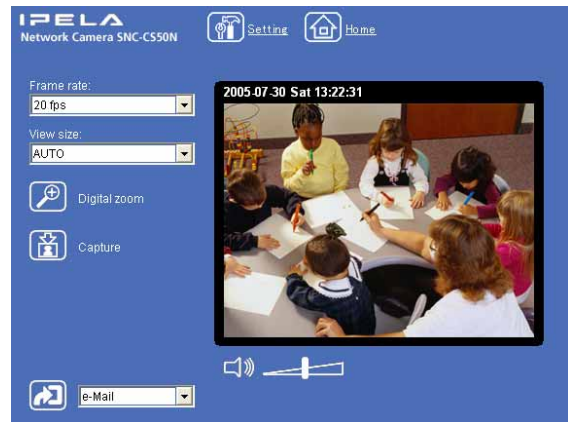 IPELA
Network Camera SNC-CS50N
Setting
Home
Frame rate:
20 fps
2005-07-30 Sat 13:22:31
View size:
AUTO
Digital zoom
Capture
e-Mail